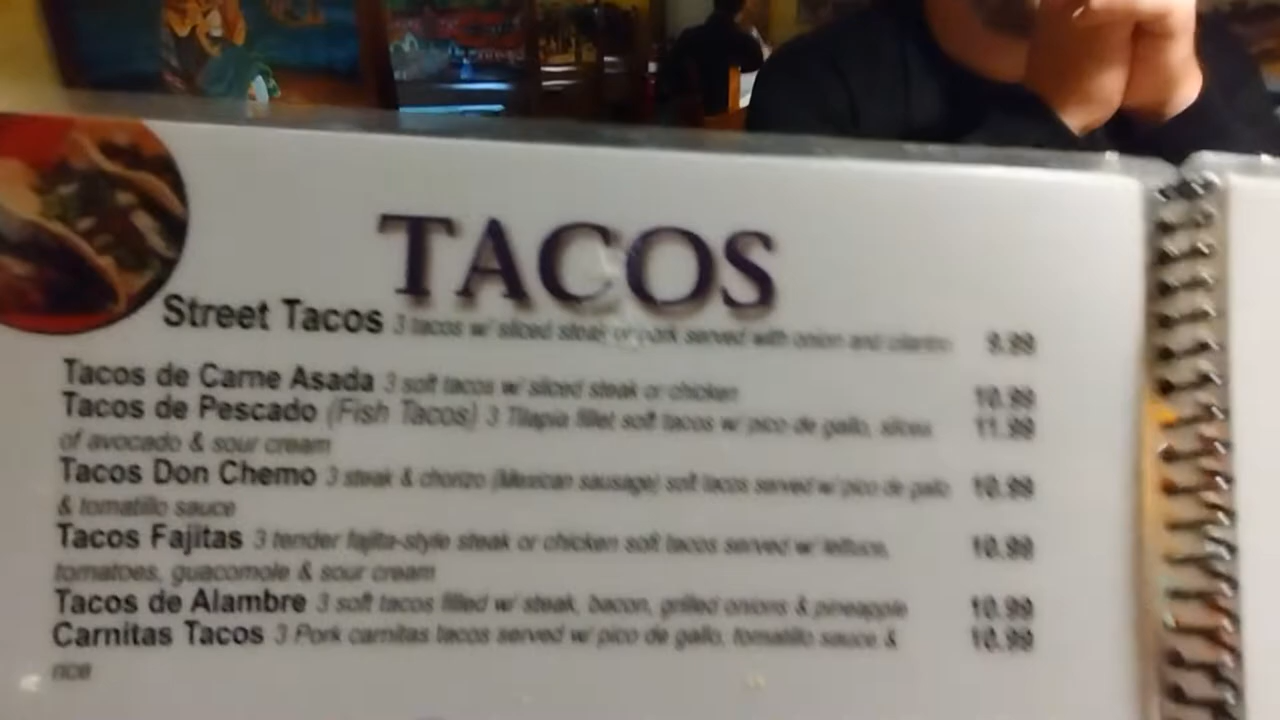 TACOS
Street Tacos 3 tacos w/ sliced steak or pork served with onion and cilantro 9.99
Tacos de Carne Asada 3 soft tacos w/ sliced steak or chicken 10.99
Tacos de Pescado (Fish Tacos) 3 Tilapia fillet soft tacos w/ pico de gallo, slices 11.99
of avocado & sour cream
Tacos Don Chemo 3 steak & chorizo (Mexican sausage) soft tacos served w/ pico de gallo 10.99
& tomatillo sauce
Tacos Fajitas 3 tender fajita-style steak or chicken soft tacos served w/ lettuce, 10.99
tomatoes, guacomole & sour cream
Tacos de Alambre 3 soft tacos filled w/ steak, bacon, grilled onions & pineapple 10.99
Carnitas Tacos 3 Pork carnitas tacos served w/ pico de gallo, tomatillo sauce & 10.99
rice